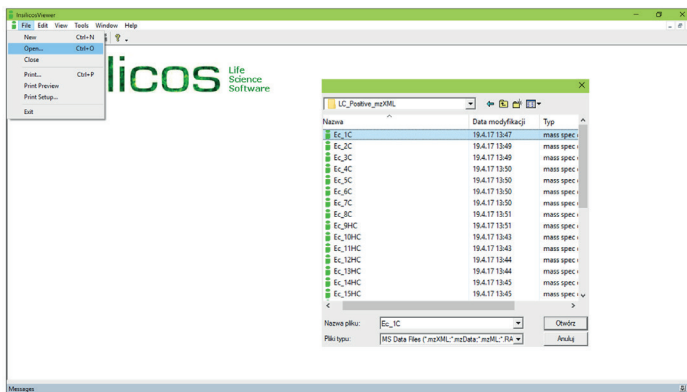 InsilicosViewer
File Edit View Tools Window Help
New Ctrl+N
Open... Ctrl+O
Close
Print... Ctrl+P
Print Preview
Print Setup...
Exit
licos Life Science Software
LC_Positive_mzXML
Nazwa Data modyfikacji Typ
Ec_1C 19.4.17 13:47 mass spec
Ec_2C 19.4.17 13:49 mass spec
Ec_3C 19.4.17 13:49 mass spec
Ec_4C 19.4.17 13:50 mass spec
Ec_5C 19.4.17 13:50 mass spec
Ec_6C 19.4.17 13:50 mass spec
Ec_7C 19.4.17 13:50 mass spec
Ec_8C 19.4.17 13:51 mass spec
Ec_9HC 19.4.17 13:51 mass spec
Ec_10HC 19.4.17 13:43 mass spec
Ec_11HC 19.4.17 13:43 mass spec
Ec_12HC 19.4.17 13:44 mass spec
Ec_13HC 19.4.17 13:44 mass spec
Ec_14HC 19.4.17 13:45 mass spec
Ec_15HC 19.4.17 13:45 mass spec
Nazwa pliku: Ec_1C Otwórz
Pliki typu: MS Data Files (*.mzXML;*.mzData;*.mzML;*.RA Anuluj
Messages